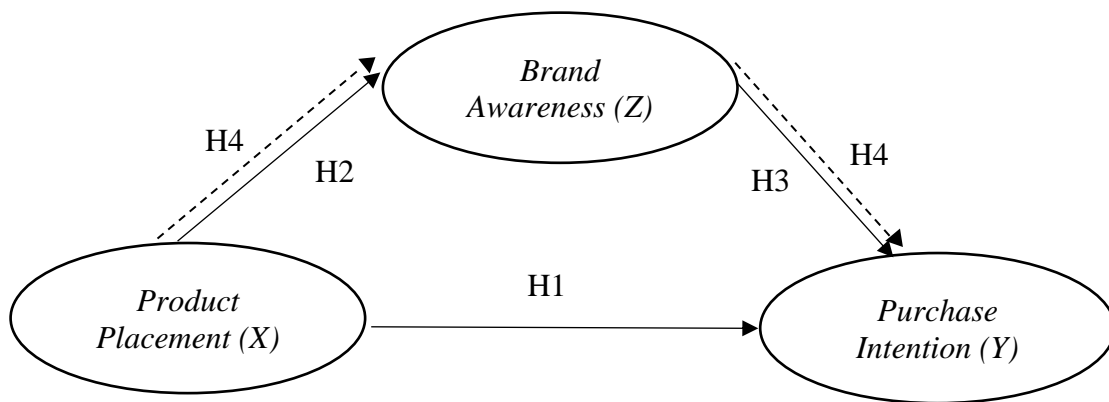 Brand
Awareness (Z)
H4
H4
H2
H3
H1
Product
Placement (X)
Purchase
Intention (Y)